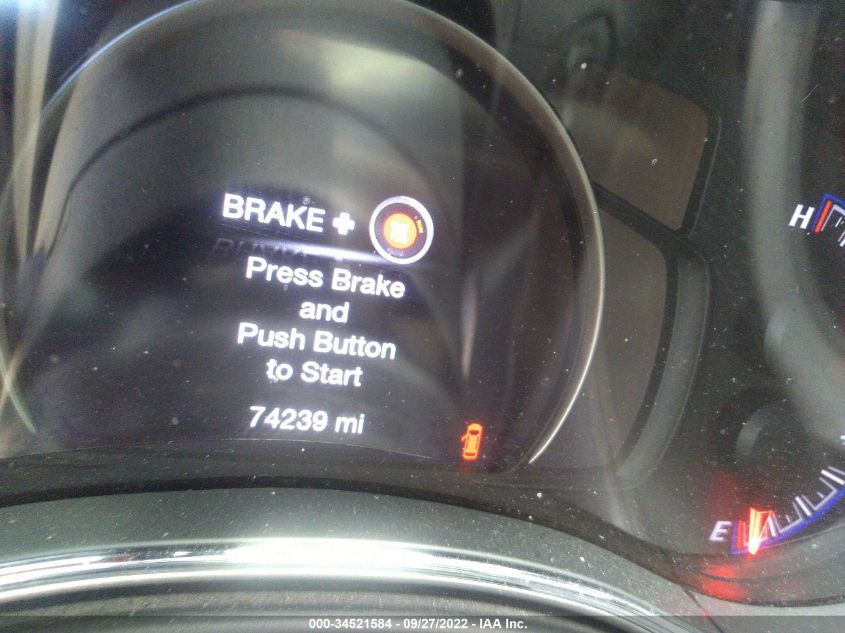 BRAKE +
Press Brake
and
Push Button
to Start
74239 mi
H
E
000-34521584 - 09/27/2022 - IAA Inc.